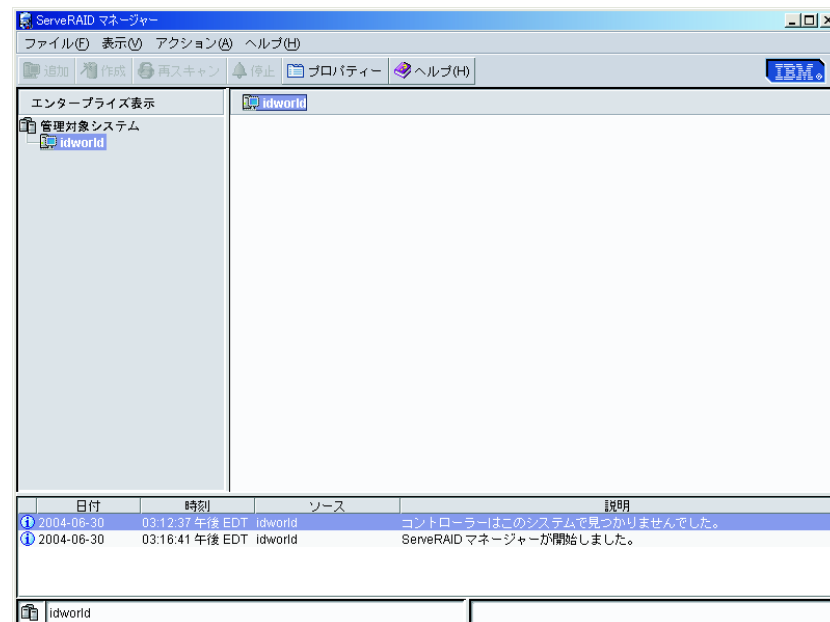 ServeRAID マネージャー
ファイル(F) 表示(V) アクション(A) ヘルプ(H)
追加 作成 再スキャン 停止 プロパティー ヘルプ(H) IBM
エンタープライズ表示 idworld
管理対象システム
idworld
日付 時刻 ソース 説明
2004-06-30 03:12:37 午後 EDT idworld コントローラーはこのシステムで見つかりませんでした。
2004-06-30 03:16:41 午後 EDT idworld ServeRAID マネージャーが開始しました。
idworld